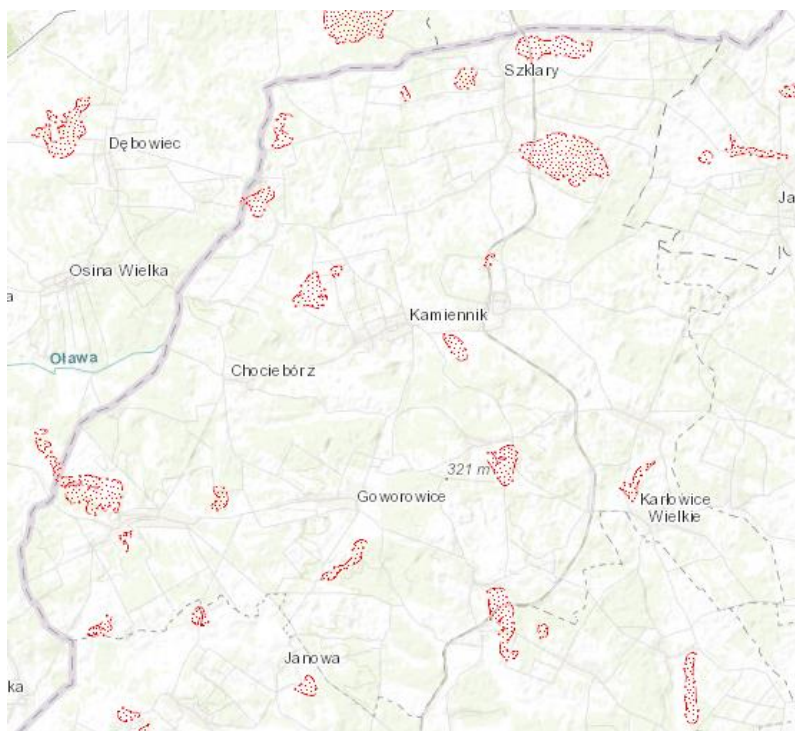 Szklary
Dębowiec
Ja
Osina Wielka
a
Kamiennik
Oława
Chociebórz
321 m
Goworowice
Karłowice
Wielkie
Janowa
ka